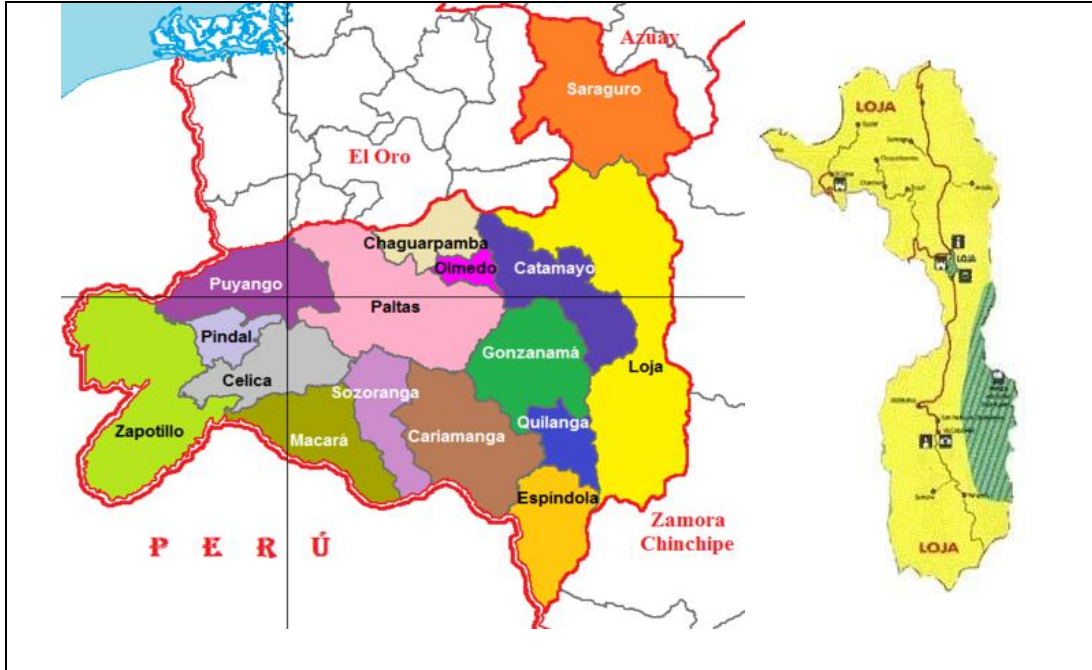 Azuay
Saraguro
El Oro
Chaguarpamba
Olmedo
Catamayo
Puyango
Paltas
Pindal
Gonzanamá
Loja
Celica
Sozoranga
Zapotillo
Macará
Cariamanga
Quilanga
Espíndola
PERÚ
Zamora
Chinchipe
LOJA
LOJA
LOJA